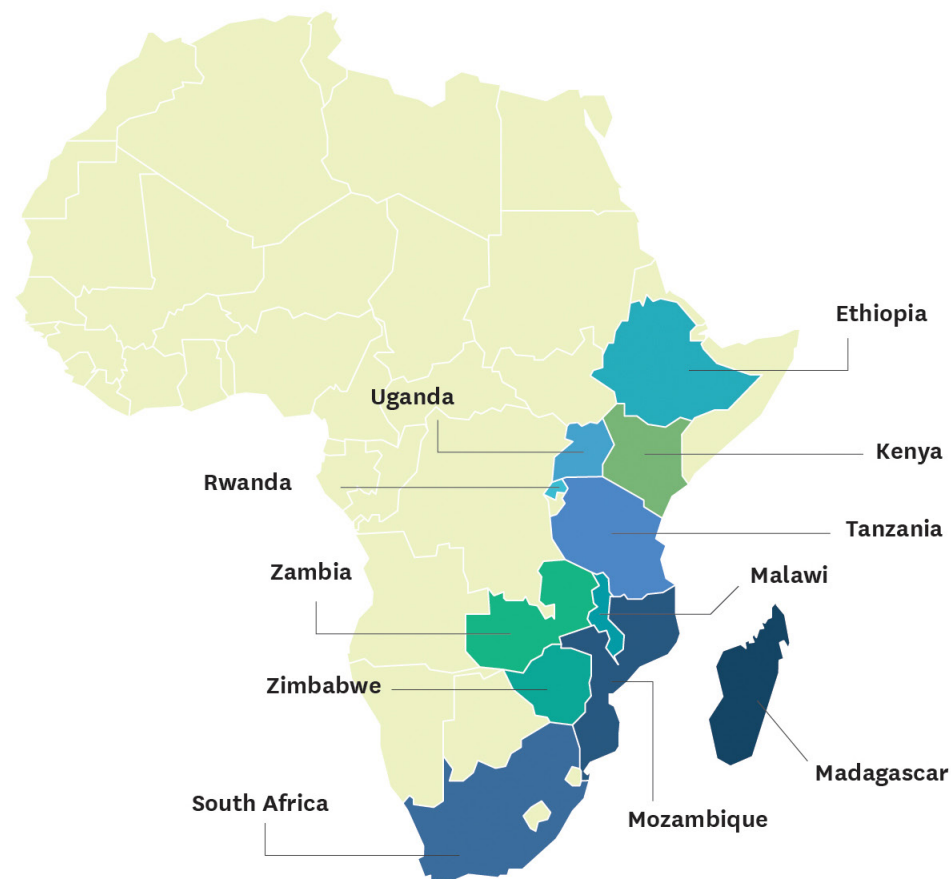 Ethiopia
Uganda
Kenya
Rwanda
Tanzania
Zambia
Malawi
Zimbabwe
Madagascar
South Africa
Mozambique